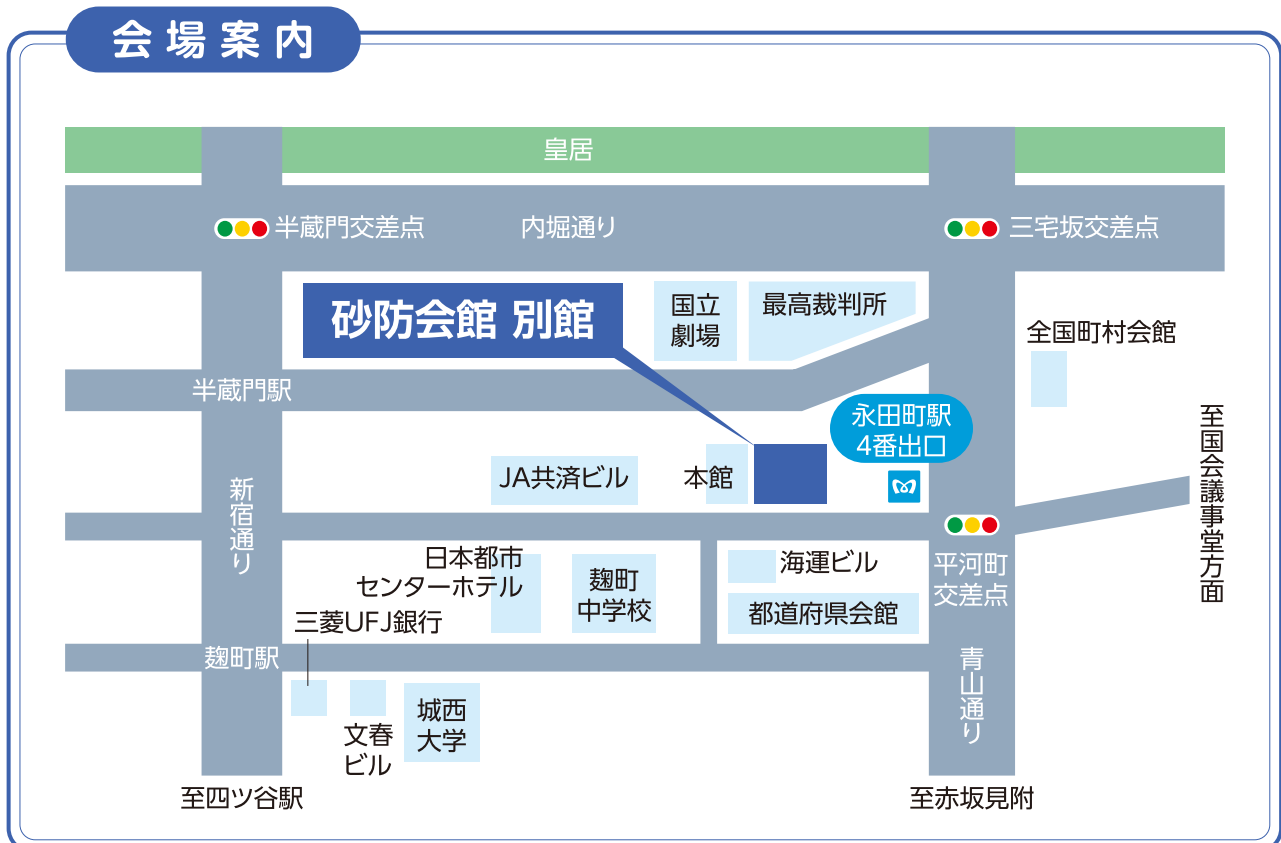 会場案内
皇居
半蔵門交差点
内堀通り
三宅坂交差点
砂防会館 別館
国立
劇場
最高裁判所
全国町村会館
半蔵門駅
永田町駅
4番出口
至国会議事堂方面
JA共済ビル
本館
新宿通り
日本都市
センターホテル
麹町
中学校
海運ビル
平河町
交差点
都道府県会館
三菱UFJ銀行
麹町駅
青山通り
文春
ビル
城西
大学
至四ツ谷駅
至赤坂見附